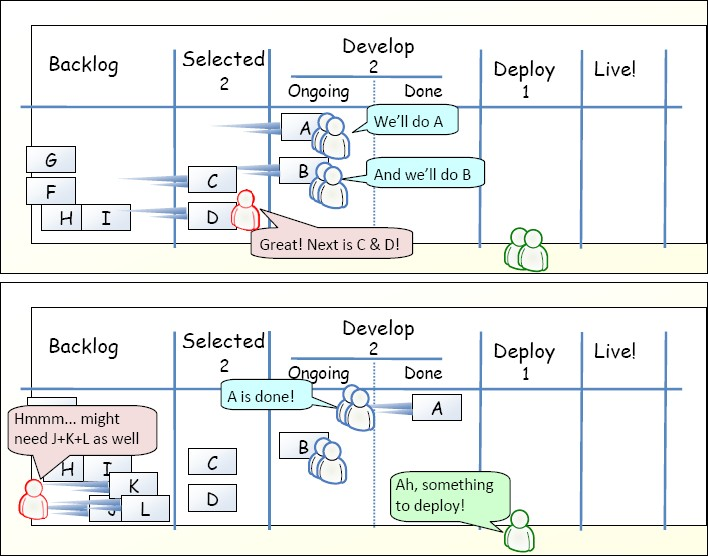 Backlog
Selected
2
Develop
2
Ongoing
Done
Deploy
1
Live!
A
We'll do A
B
And we'll do B
G
F
H
I
C
D
Great! Next is C & D!
Backlog
Selected
2
Develop
2
Ongoing
Done
Deploy
1
Live!
A is done!
A
Hmmm... might
need J+K+L as well
H
I
K
L
C
D
B
Ah, something
to deploy!